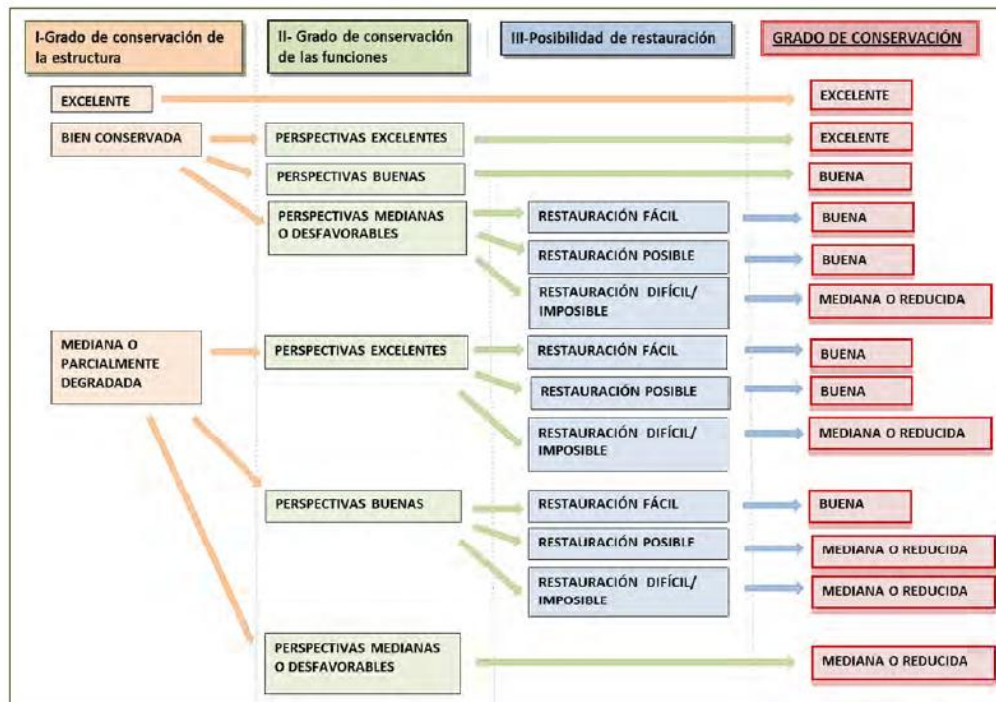 I-Grado de conservación de
la estructura
II- Grado de conservación
de las funciones
III-Posibilidad de restauración
GRADO DE CONSERVACIÓN
EXCELENTE
EXCELENTE
BIEN CONSERVADA
PERSPECTIVAS EXCELENTES
EXCELENTE
PERSPECTIVAS BUENAS
BUENA
PERSPECTIVAS MEDIANAS
O DESFAVORABLES
RESTAURACIÓN FÁCIL
BUENA
RESTAURACIÓN POSIBLE
BUENA
RESTAURACIÓN DIFÍCIL/
IMPOSIBLE
MEDIANA O REDUCIDA
MEDIANA O
PARCIALMENTE
DEGRADADA
PERSPECTIVAS EXCELENTES
RESTAURACIÓN FÁCIL
BUENA
RESTAURACIÓN POSIBLE
BUENA
RESTAURACIÓN DIFÍCIL/
IMPOSIBLE
MEDIANA O REDUCIDA
PERSPECTIVAS BUENAS
RESTAURACIÓN FÁCIL
BUENA
RESTAURACIÓN POSIBLE
MEDIANA O REDUCIDA
RESTAURACIÓN DIFÍCIL/
IMPOSIBLE
MEDIANA O REDUCIDA
PERSPECTIVAS MEDIANAS
O DESFAVORABLES
MEDIANA O REDUCIDA